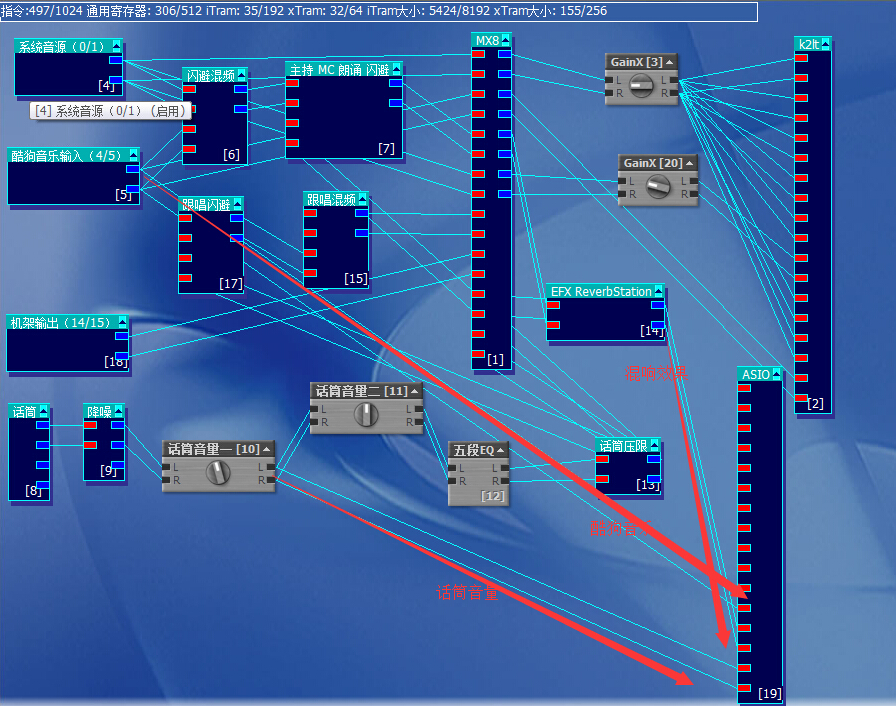 指令:497/1024 通用寄存器: 306/512 iTram: 35/192 xTram: 32/64 iTram大小: 5424/8192 xTram大小: 155/256
系统音源（0/1）
[4]
[4] 系统音源（0/1）(启用)
闪避混频
[6]
主持 MC 朗诵 闪避
[7]
MX8
[1]
GainX [3]
L L
R R
k2lt
[2]
酷狗音乐输入（4/5）
[5]
GainX [20]
L L
R R
跟唱闪避
[17]
跟唱混频
[15]
机架输出（14/15）
[18]
EFX ReverbStation
[14]
ASIO
[19]
话筒
[8]
降噪
[9]
话筒音量一 [10]
L L
R R
话筒音量二 [11]
L L
R R
五段EQ
L L
R R
[12]
话筒压限
[13]
话筒音量